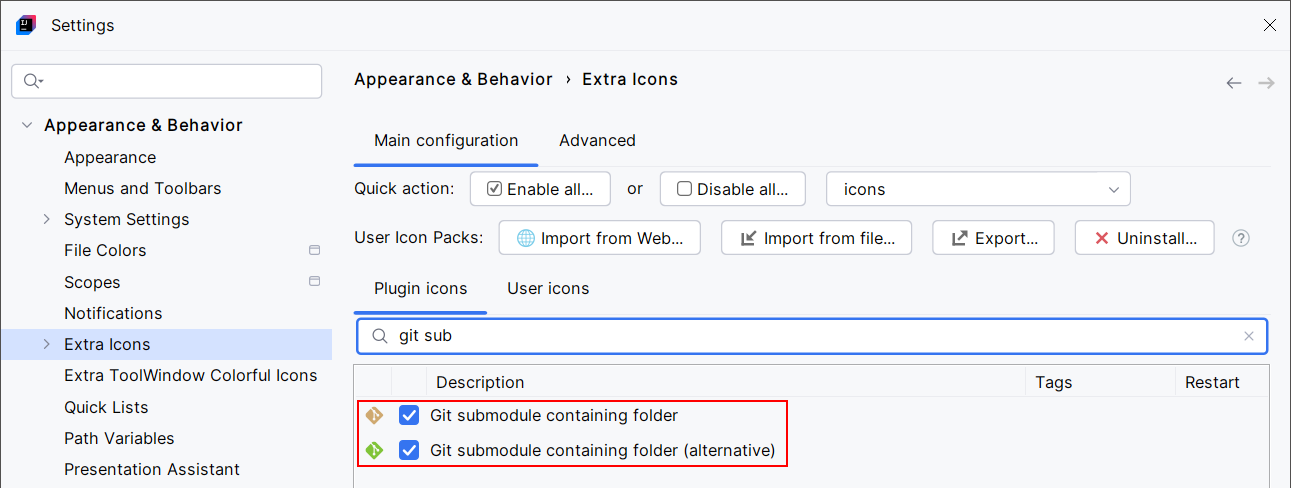 Settings
Appearance & Behavior › Extra Icons
Appearance & Behavior
Appearance
Menus and Toolbars
System Settings
File Colors
Scopes
Notifications
Extra Icons
Extra ToolWindow Colorful Icons
Quick Lists
Path Variables
Presentation Assistant
Main configuration Advanced
Quick action: Enable all... or Disable all... icons
User Icon Packs: Import from Web... Import from file... Export... Uninstall... ?
Plugin icons User icons
git sub
Description Tags Restart
Git submodule containing folder
Git submodule containing folder (alternative)